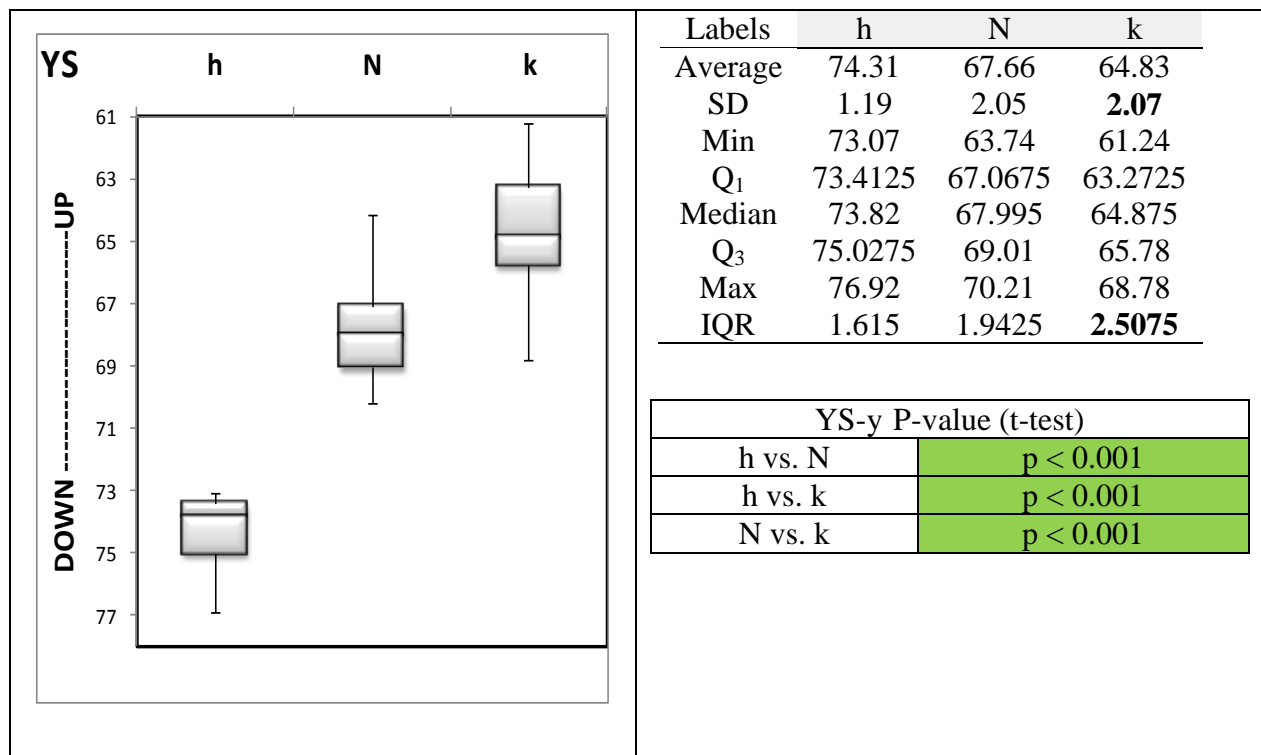 YS h N k
61
63
65
67
69
71
73
75
77
DOWN ---------------UP
Labels h N k
Average 74.31 67.66 64.83
SD 1.19 2.05 2.07
Min 73.07 63.74 61.24
Q1 73.4125 67.0675 63.2725
Median 73.82 67.995 64.875
Q3 75.0275 69.01 65.78
Max 76.92 70.21 68.78
IQR 1.615 1.9425 2.5075
YS-y P-value (t-test)
h vs. N p < 0.001
h vs. k p < 0.001
N vs. k p < 0.001